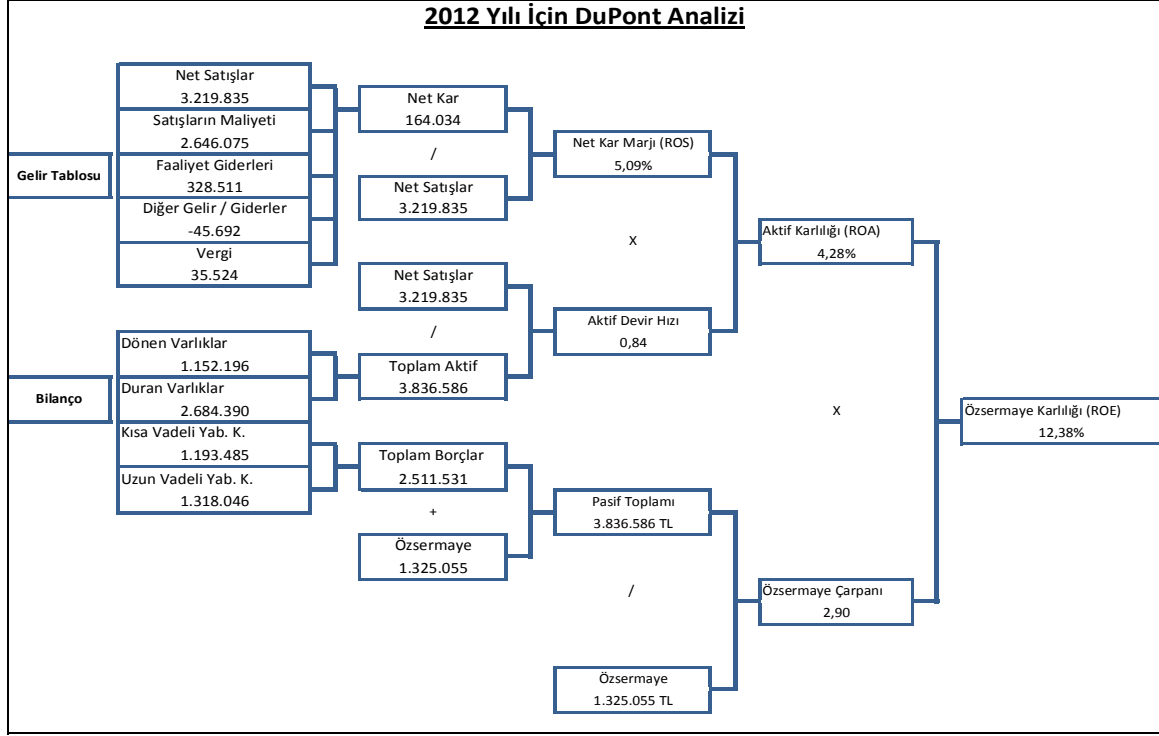 2012 Yılı İçin DuPont Analizi
Gelir Tablosu
Net Satışlar
3.219.835
Satışların Maliyeti
2.646.075
Faaliyet Giderleri
328.511
Diğer Gelir / Giderler
-45.692
Vergi
35.524
Net Kar
164.034
/
Net Satışlar
3.219.835
Net Kar Marjı (ROS)
5,09%
X
Net Satışlar
3.219.835
/
Toplam Aktif
3.836.586
Aktif Devir Hızı
0,84
Aktif Karlılığı (ROA)
4,28%
Bilanço
Dönen Varlıklar
1.152.196
Duran Varlıklar
2.684.390
Kısa Vadeli Yab. K.
1.193.485
Uzun Vadeli Yab. K.
1.318.046
Toplam Borçlar
2.511.531
+
Özsermaye
1.325.055
Pasif Toplamı
3.836.586 TL
/
Özsermaye
1.325.055 TL
X
Özsermaye Çarpanı
2,90
Özsermaye Karlılığı (ROE)
12,38%